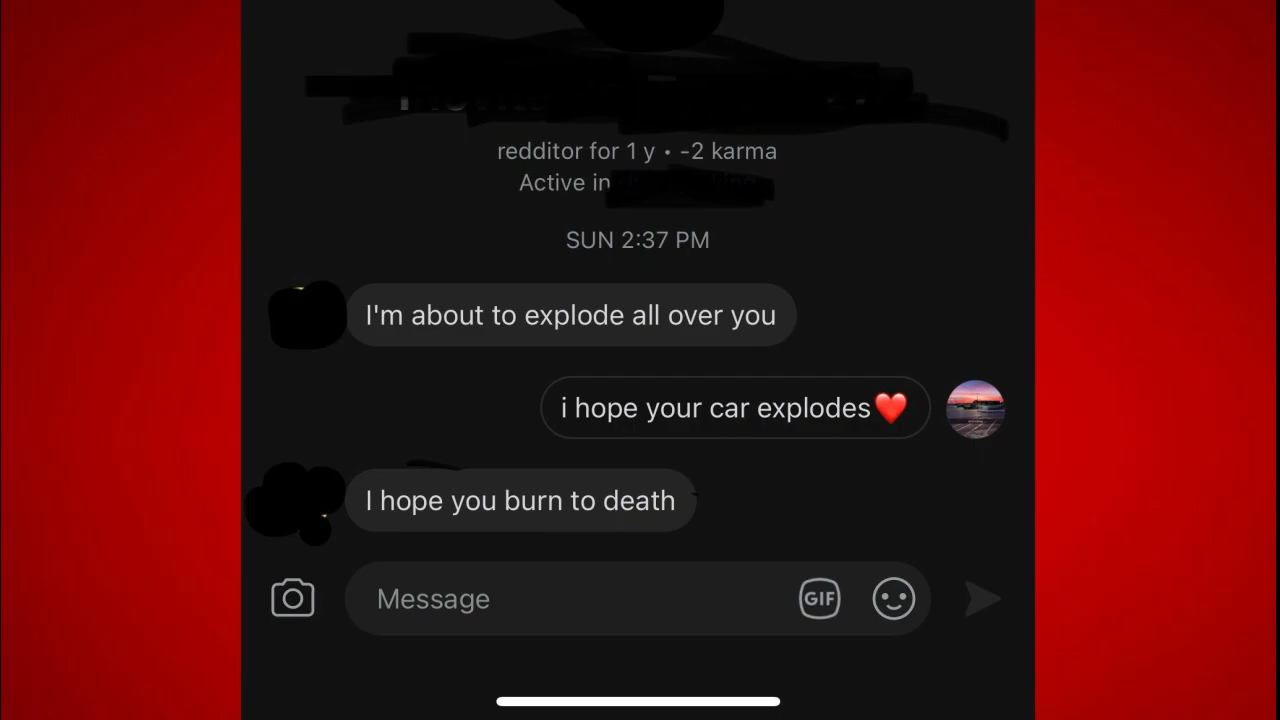 redditor for 1 y • -2 karma
Active in
SUN 2:37 PM
I'm about to explode all over you
i hope your car explodes❤️
I hope you burn to death
Message
GIF